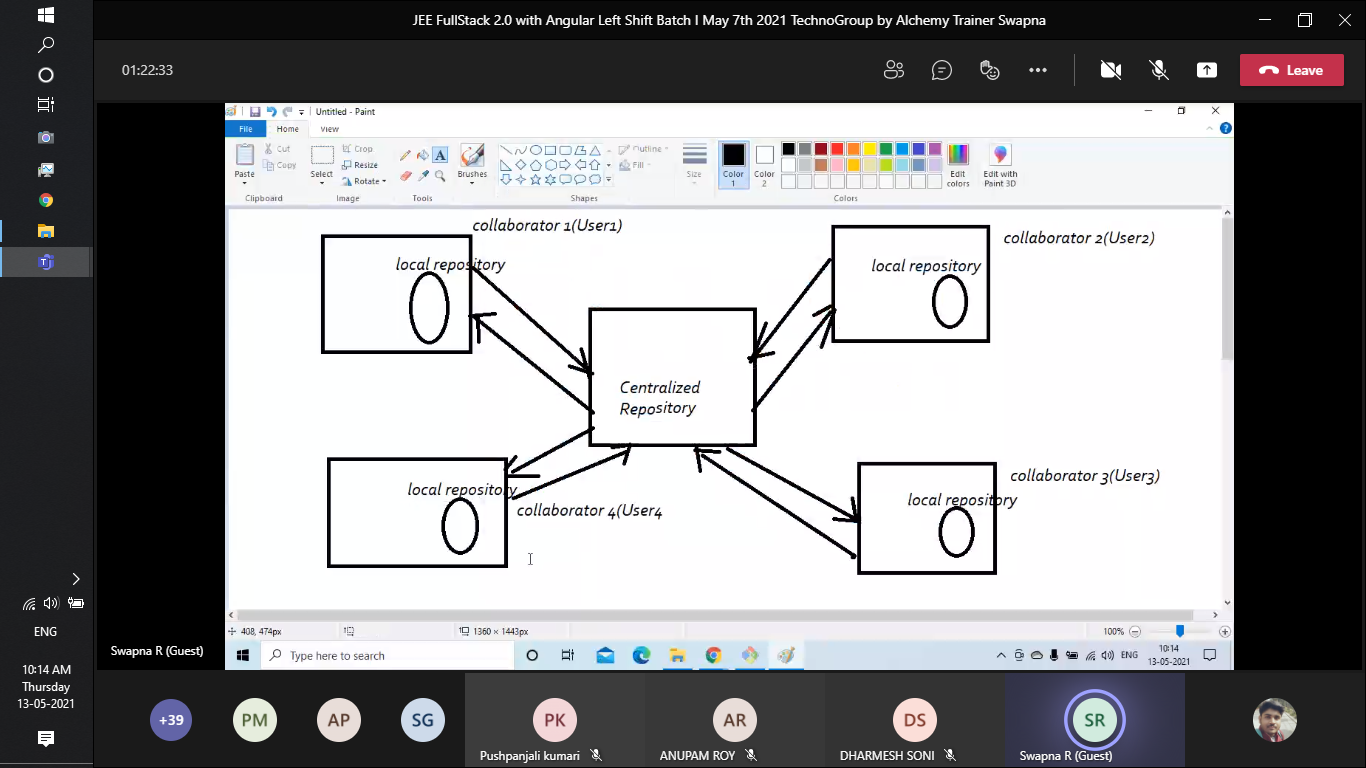 JEE FullStack 2.0 with Angular Left Shift Batch I May 7th 2021 TechnoGroup by Alchemy Trainer Swapna
01:22:33
Leave
Untitled - Paint
File
Home
View
Paste
Cut
Copy
Clipboard
Select
Crop
Resize
Rotate
Image
Tools
Brushes
Shapes
Outline
Fill
Size
Color
1
Color
2
Edit
colors
Edit with
Paint 3D
Colors
collaborator 1(User1)
local repository
collaborator 2(User2)
local repository
Centralized
Repository
local repository
collaborator 4(User4
collaborator 3(User3)
local repository
408, 474px
1360 × 1443px
100%
Swapna R (Guest)
Type here to search
ENG
10:14
13-05-2021
ENG
10:14 AM
Thursday
13-05-2021
+39
PM
AP
SG
PK
Pushpanjali kumari
AR
ANUPAM ROY
DS
DHARMESH SONI
SR
Swapna R (Guest)